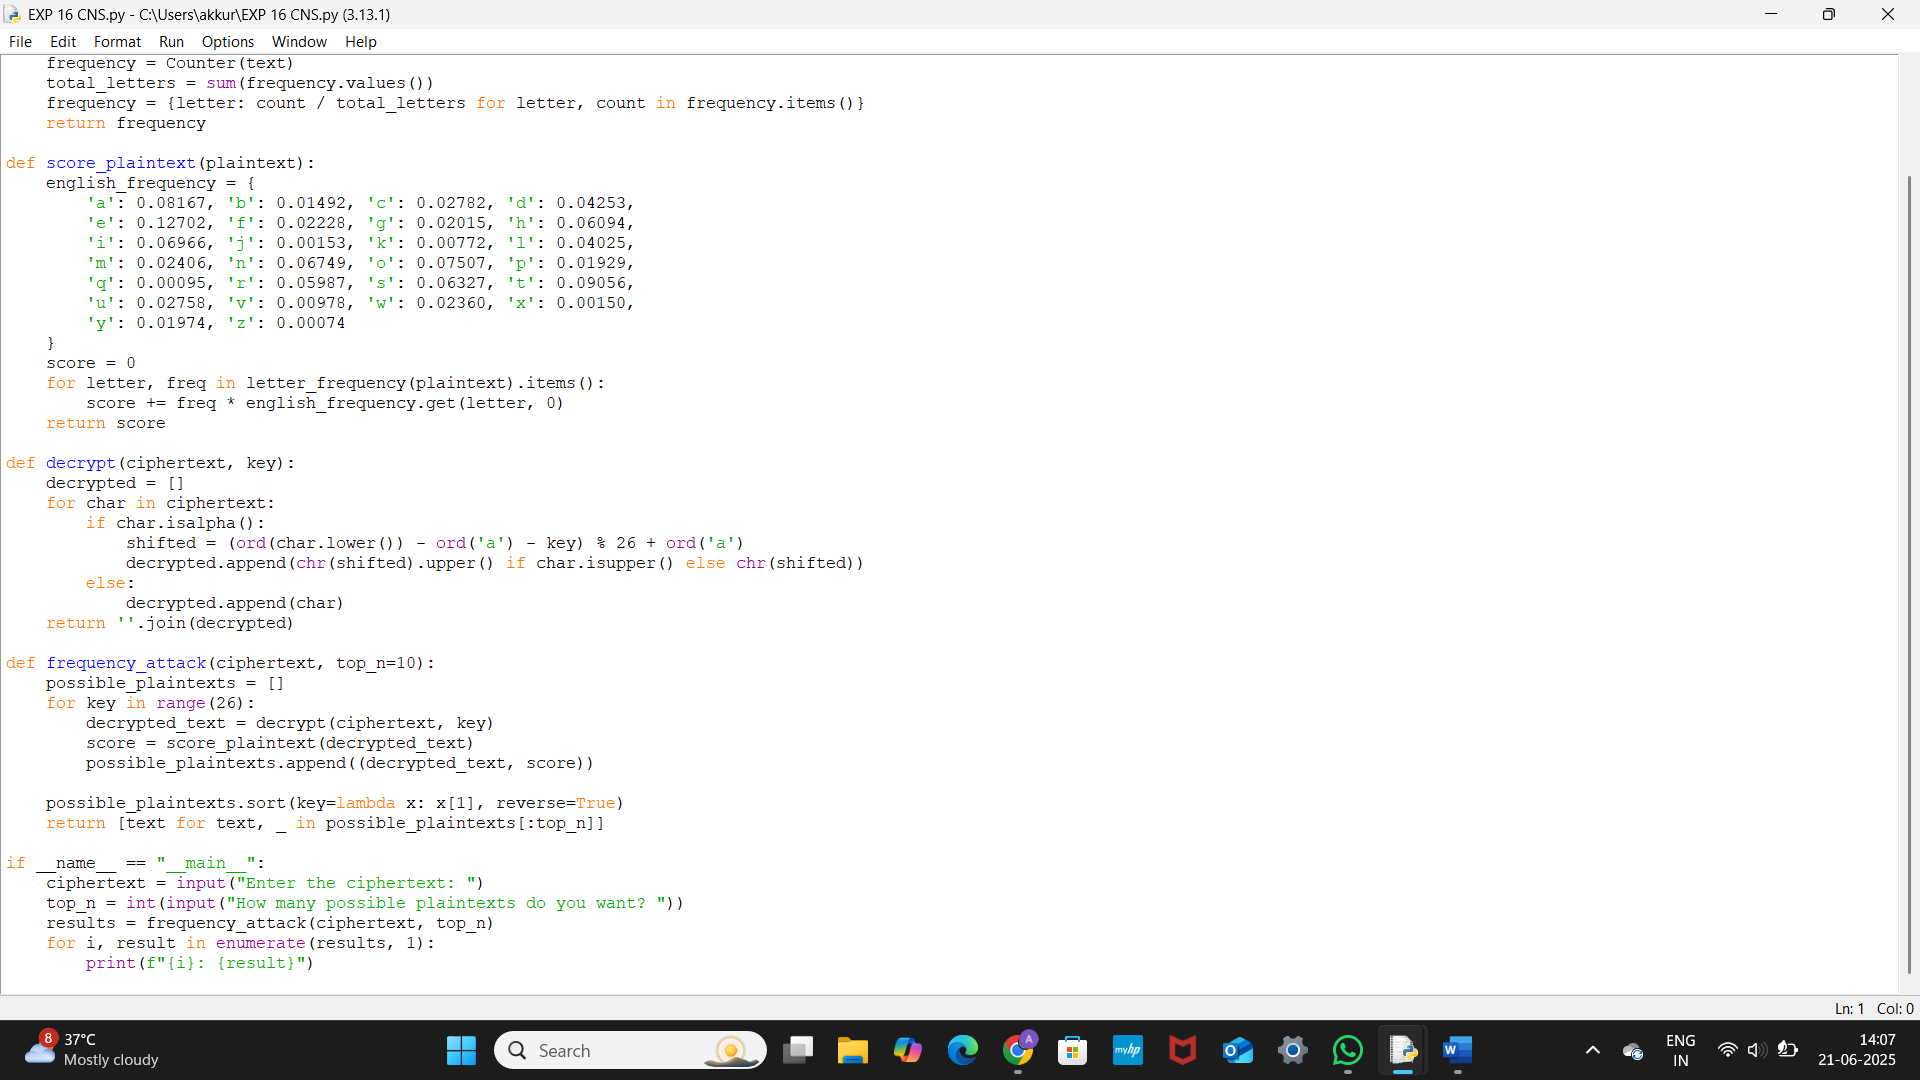 EXP 16 CNS.py - C:\Users\akkur\EXP 16 CNS.py (3.13.1)
File Edit Format Run Options Window Help
    frequency = Counter(text)
    total_letters = sum(frequency.values())
    frequency = {letter: count / total_letters for letter, count in frequency.items()}
    return frequency

def score_plaintext(plaintext):
    english_frequency = {
        'a': 0.08167, 'b': 0.01492, 'c': 0.02782, 'd': 0.04253,
        'e': 0.12702, 'f': 0.02228, 'g': 0.02015, 'h': 0.06094,
        'i': 0.06966, 'j': 0.00153, 'k': 0.00772, 'l': 0.04025,
        'm': 0.02406, 'n': 0.06749, 'o': 0.07507, 'p': 0.01929,
        'q': 0.00095, 'r': 0.05987, 's': 0.06327, 't': 0.09056,
        'u': 0.02758, 'v': 0.00978, 'w': 0.02360, 'x': 0.00150,
        'y': 0.01974, 'z': 0.00074
    }
    score = 0
    for letter, freq in letter_frequency(plaintext).items():
        score += freq * english_frequency.get(letter, 0)
    return score

def decrypt(ciphertext, key):
    decrypted = []
    for char in ciphertext:
        if char.isalpha():
            shifted = (ord(char.lower()) - ord('a') - key) % 26 + ord('a')
            decrypted.append(chr(shifted).upper() if char.isupper() else chr(shifted))
        else:
            decrypted.append(char)
    return ''.join(decrypted)

def frequency_attack(ciphertext, top_n=10):
    possible_plaintexts = []
    for key in range(26):
        decrypted_text = decrypt(ciphertext, key)
        score = score_plaintext(decrypted_text)
        possible_plaintexts.append((decrypted_text, score))

    possible_plaintexts.sort(key=lambda x: x[1], reverse=True)
    return [text for text, _ in possible_plaintexts[:top_n]]

if __name__ == "__main__":
    ciphertext = input("Enter the ciphertext: ")
    top_n = int(input("How many possible plaintexts do you want? "))
    results = frequency_attack(ciphertext, top_n)
    for i, result in enumerate(results, 1):
        print(f"{i}: {result}")
Ln: 1 Col: 0
8 37°C
Mostly cloudy
Search
A
myhp
W
ENG
IN
14:07
21-06-2025